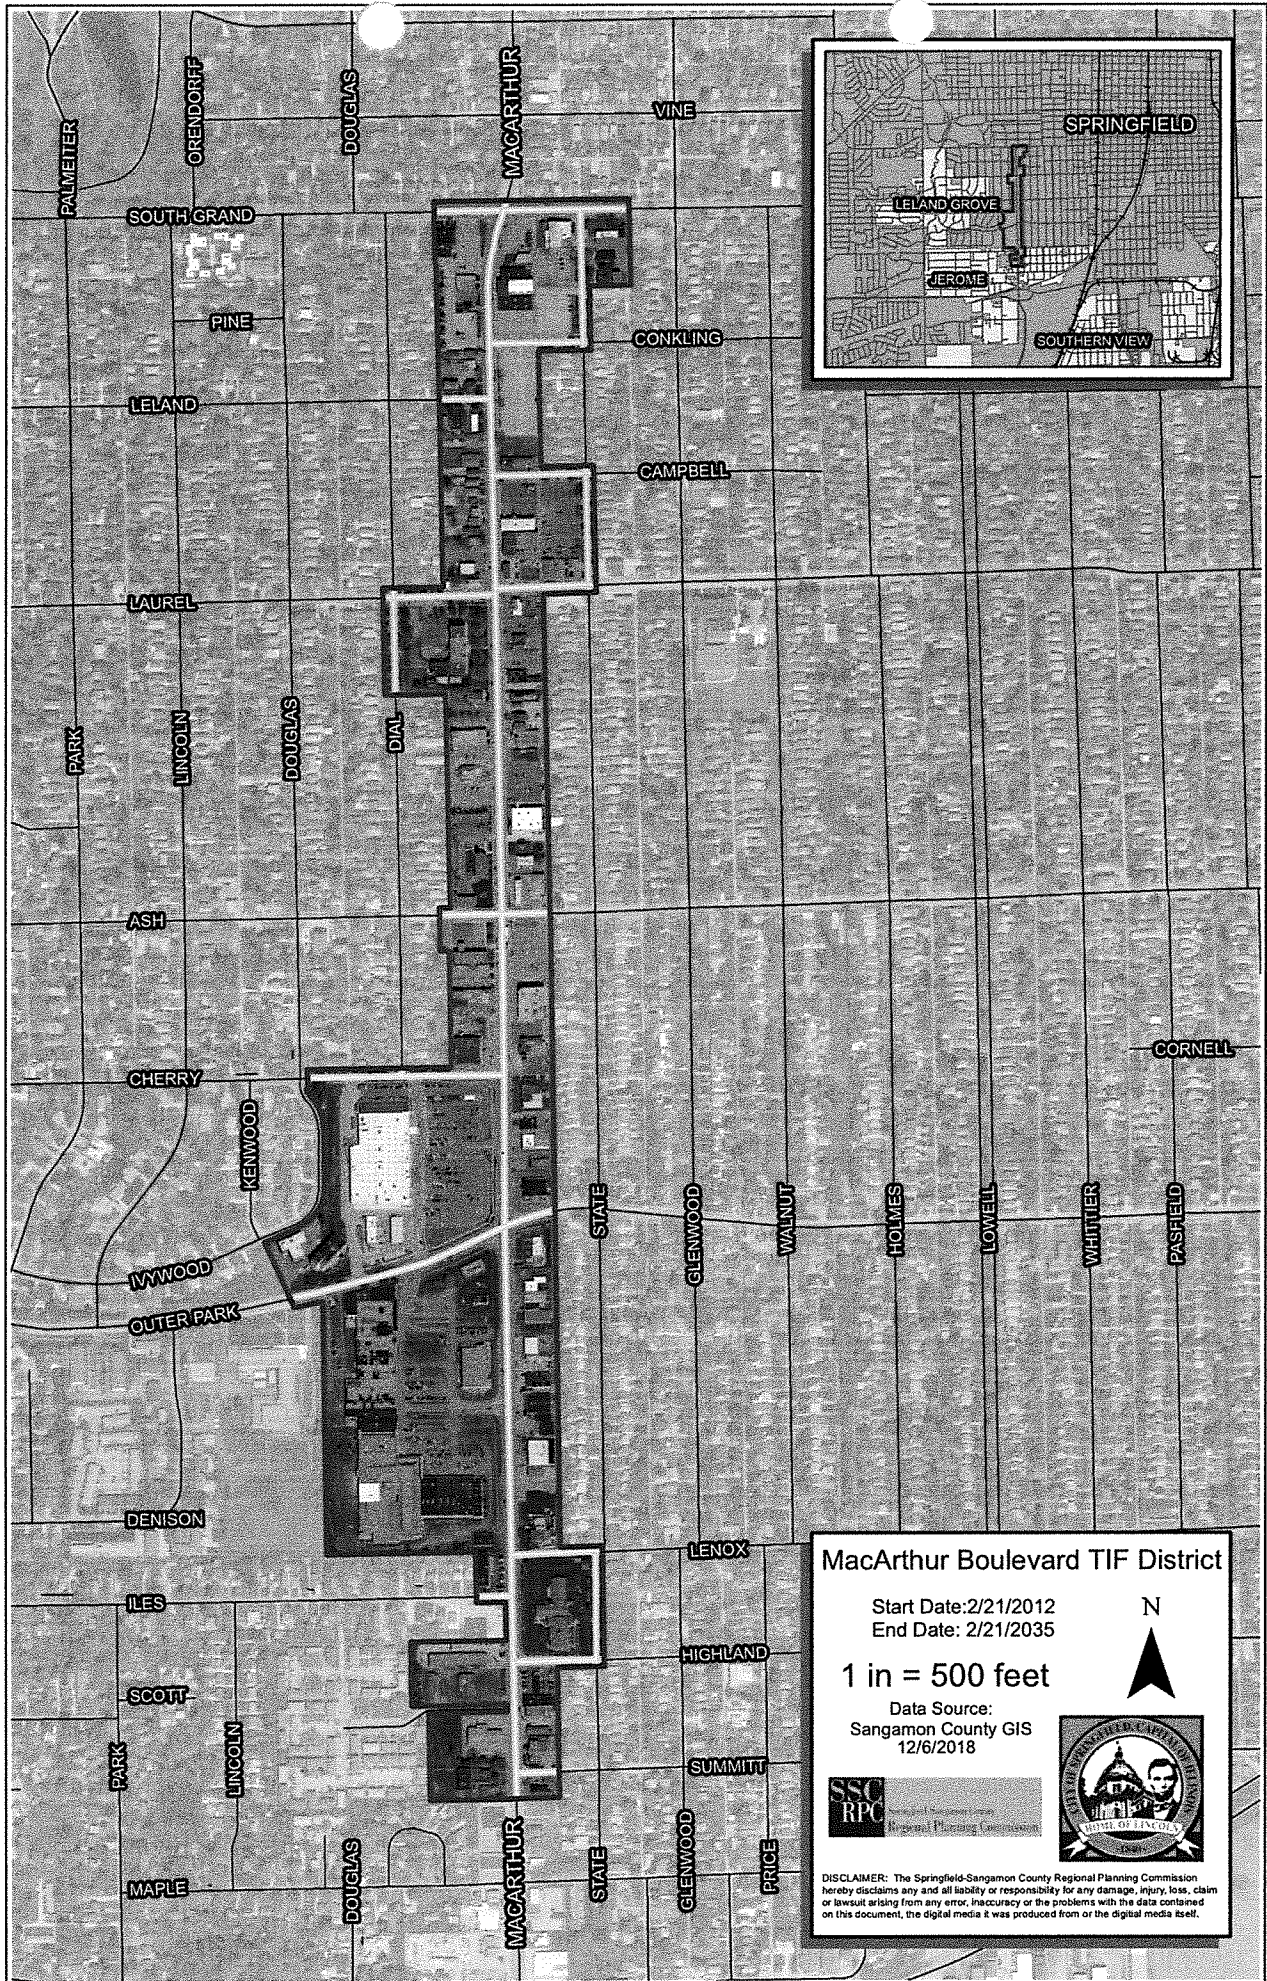 ORENDORFF
DOUGLAS
MACARTHUR
VINE
PALMEITER
SOUTH GRAND
PINE
CONKLING
LELAND
CAMPBELL
LAUREL
PARK
LINCOLN
DOUGLAS
DIAL
ASH
CORNELL
CHERRY
KENWOOD
STATE
GLENWOOD
WALNUT
HOLMES
LOWELL
WHITTIER
PASFIELD
IVYWOOD
OUTER PARK
DENISON
LENOX
ILES
HIGHLAND
SCOTT
PARK
LINCOLN
SUMMITT
DOUGLAS
MACARTHUR
STATE
GLENWOOD
PRICE
MAPLE
SPRINGFIELD
LELAND GROVE
JEROME
SOUTHERN VIEW
MacArthur Boulevard TIF District
Start Date:2/21/2012
End Date: 2/21/2035
N
1 in = 500 feet
Data Source:
Sangamon County GIS
12/6/2018
SSC
RPC
Regional Planning Commission
HOME OF LINCOLN
DISCLAIMER: The Springfield-Sangamon County Regional Planning Commission
hereby disclaims any and all liability or responsibility for any damage, injury, loss, claim
or lawsuit arising from any error, inaccuracy or the problems with the data contained
on this document, the digital media it was produced from or the digitial media itself.